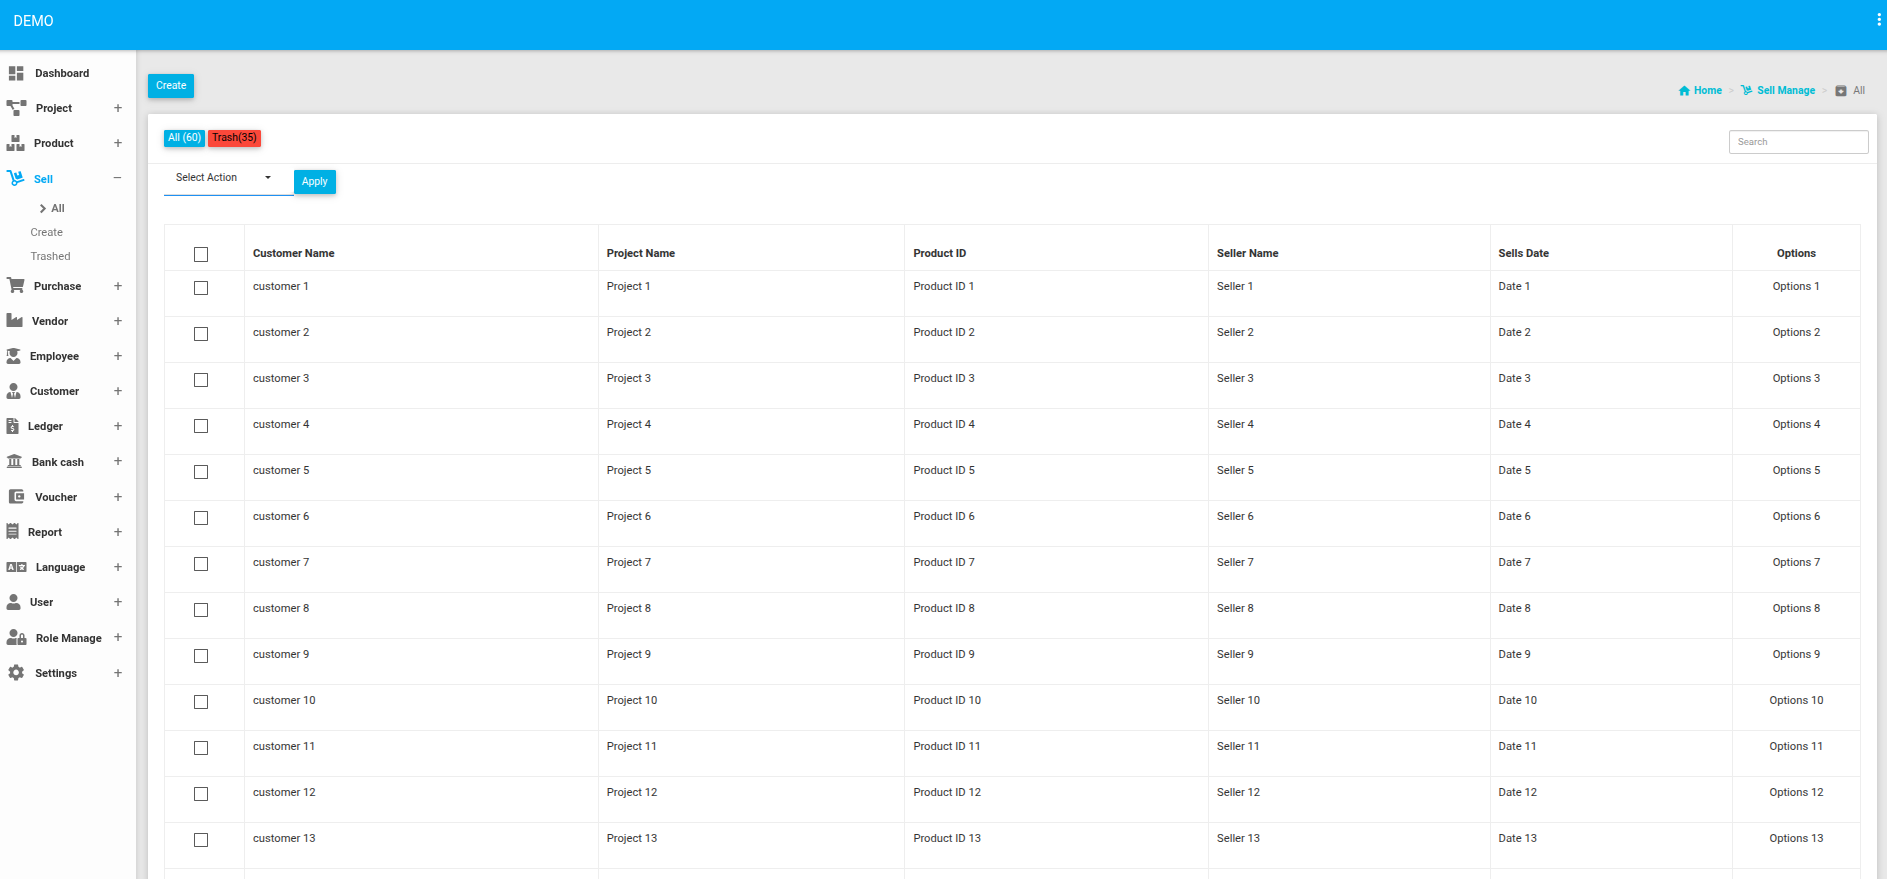 DEMO
Dashboard
Project +
Product +
Sell −
All
Create
Trashed
Purchase +
Vendor +
Employee +
Customer +
Ledger +
Bank cash +
Voucher +
Report +
Language +
User +
Role Manage +
Settings +
Create
Home > Sell Manage > All
All (60) Trash(35)
Search
Select Action Apply
Customer Name Project Name Product ID Seller Name Sells Date Options
customer 1 Project 1 Product ID 1 Seller 1 Date 1 Options 1
customer 2 Project 2 Product ID 2 Seller 2 Date 2 Options 2
customer 3 Project 3 Product ID 3 Seller 3 Date 3 Options 3
customer 4 Project 4 Product ID 4 Seller 4 Date 4 Options 4
customer 5 Project 5 Product ID 5 Seller 5 Date 5 Options 5
customer 6 Project 6 Product ID 6 Seller 6 Date 6 Options 6
customer 7 Project 7 Product ID 7 Seller 7 Date 7 Options 7
customer 8 Project 8 Product ID 8 Seller 8 Date 8 Options 8
customer 9 Project 9 Product ID 9 Seller 9 Date 9 Options 9
customer 10 Project 10 Product ID 10 Seller 10 Date 10 Options 10
customer 11 Project 11 Product ID 11 Seller 11 Date 11 Options 11
customer 12 Project 12 Product ID 12 Seller 12 Date 12 Options 12
customer 13 Project 13 Product ID 13 Seller 13 Date 13 Options 13